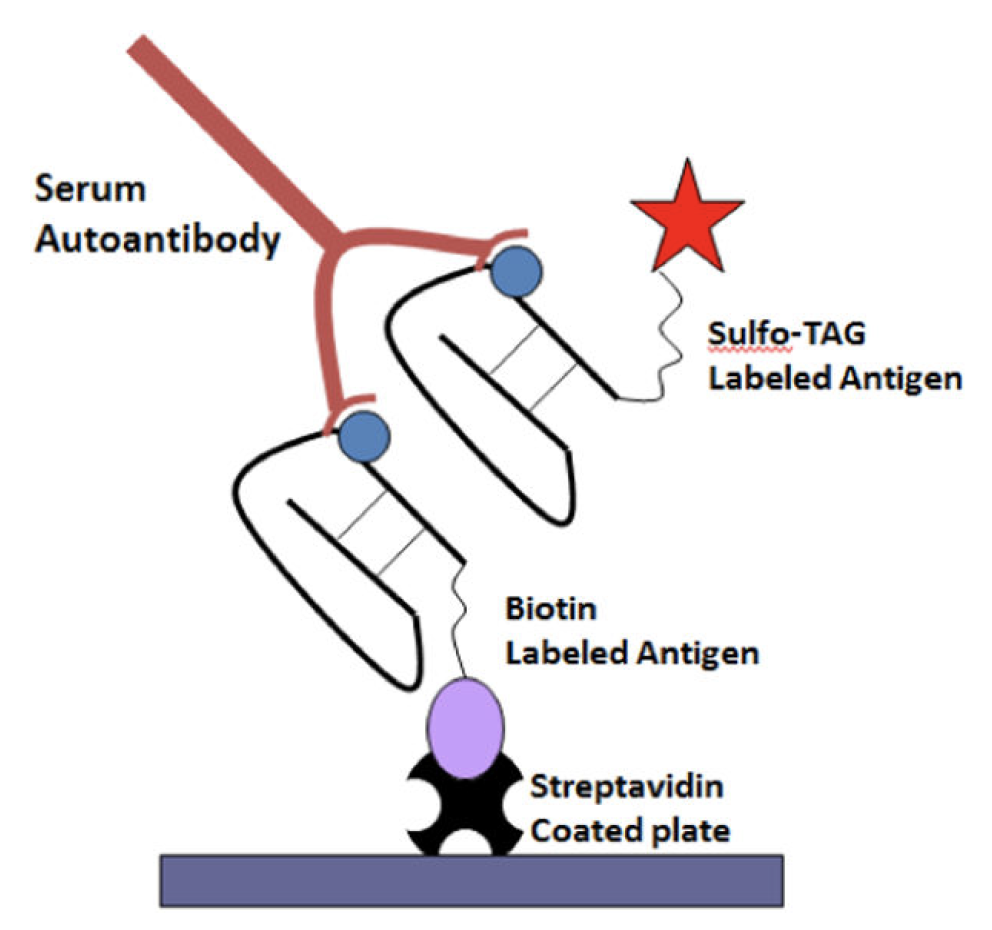 Serum
Autoantibody
Sulfo-TAG
Labeled Antigen
Biotin
Labeled Antigen
Streptavidin
Coated plate